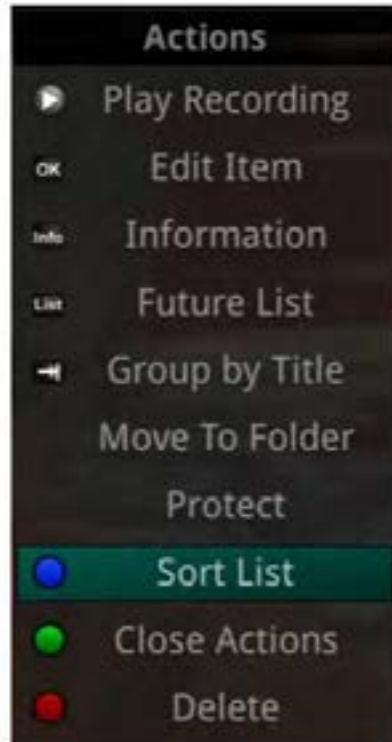 Actions
Play Recording
OK Edit Item
Info Information
List Future List
Group by Title
Move To Folder
Protect
Sort List
Close Actions
Delete